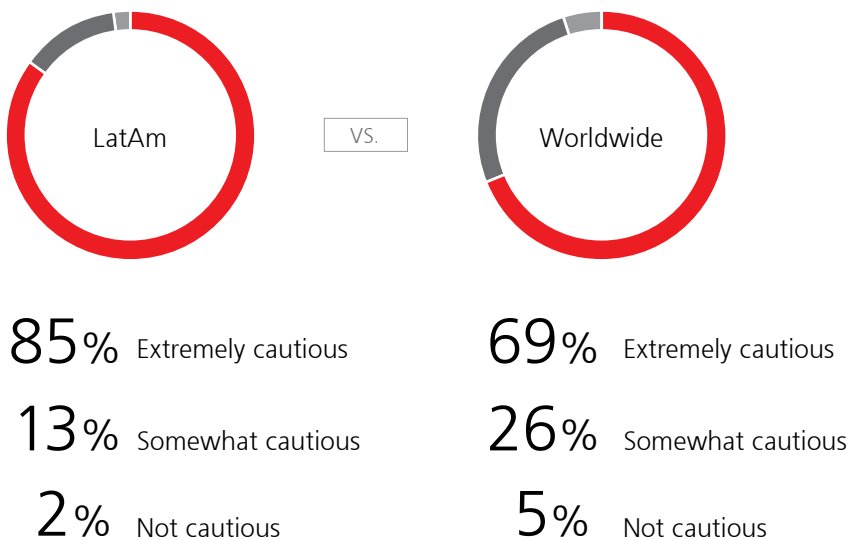 LatAm
VS.
Worldwide
85% Extremely cautious
13% Somewhat cautious
2% Not cautious
69% Extremely cautious
26% Somewhat cautious
5% Not cautious